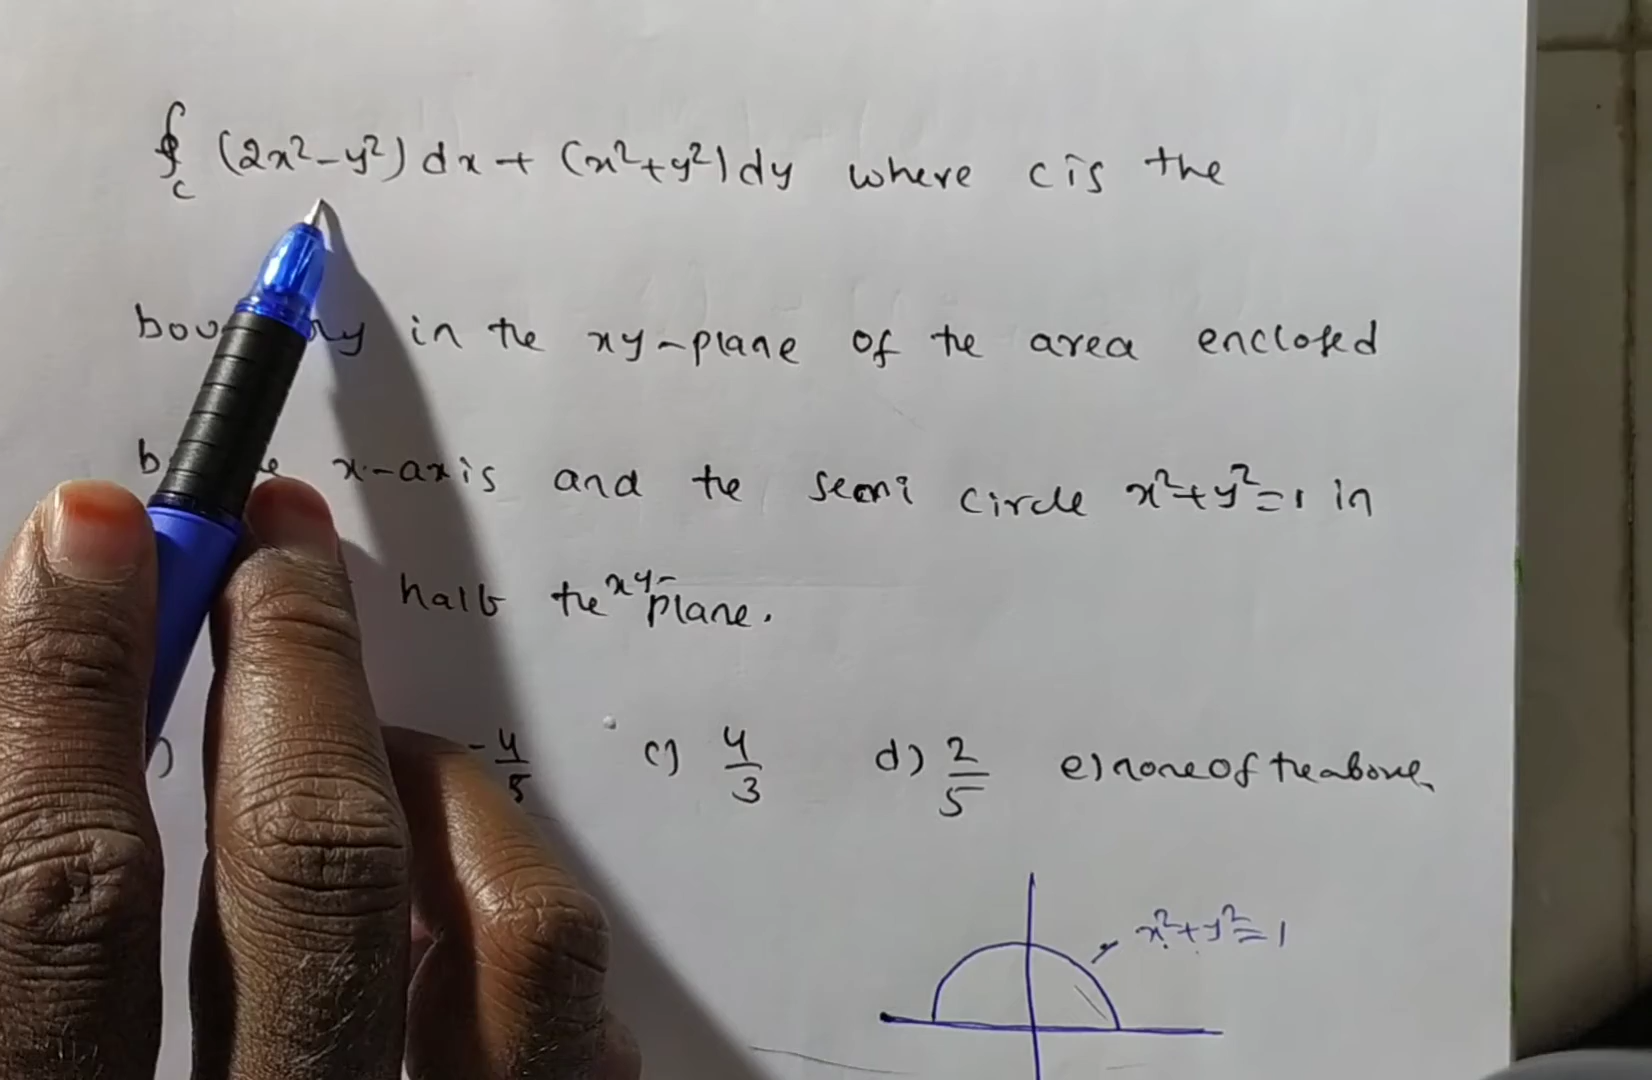 ∮c (2x²-y²) dx + (x²+y²) dy where c is the
in the xy-plane of the area enclosed
x-axis and the semi circle x²+y²=1 in
half the xy-plane.
-4/5 c) 4/3 d) 2/5 e) none of the above
x²+y²=1